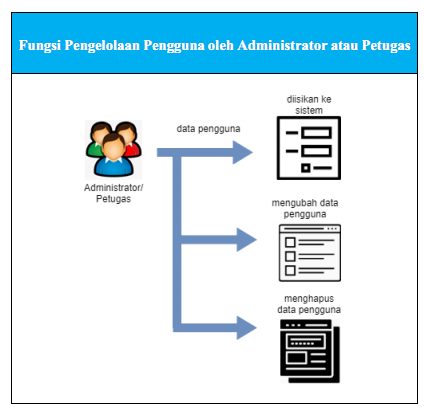 Fungsi Pengelolaan Pengguna oleh Administrator atau Petugas
diisikan ke
sistem
data pengguna
Administrator/
Petugas
mengubah data
pengguna
menghapus
data pengguna